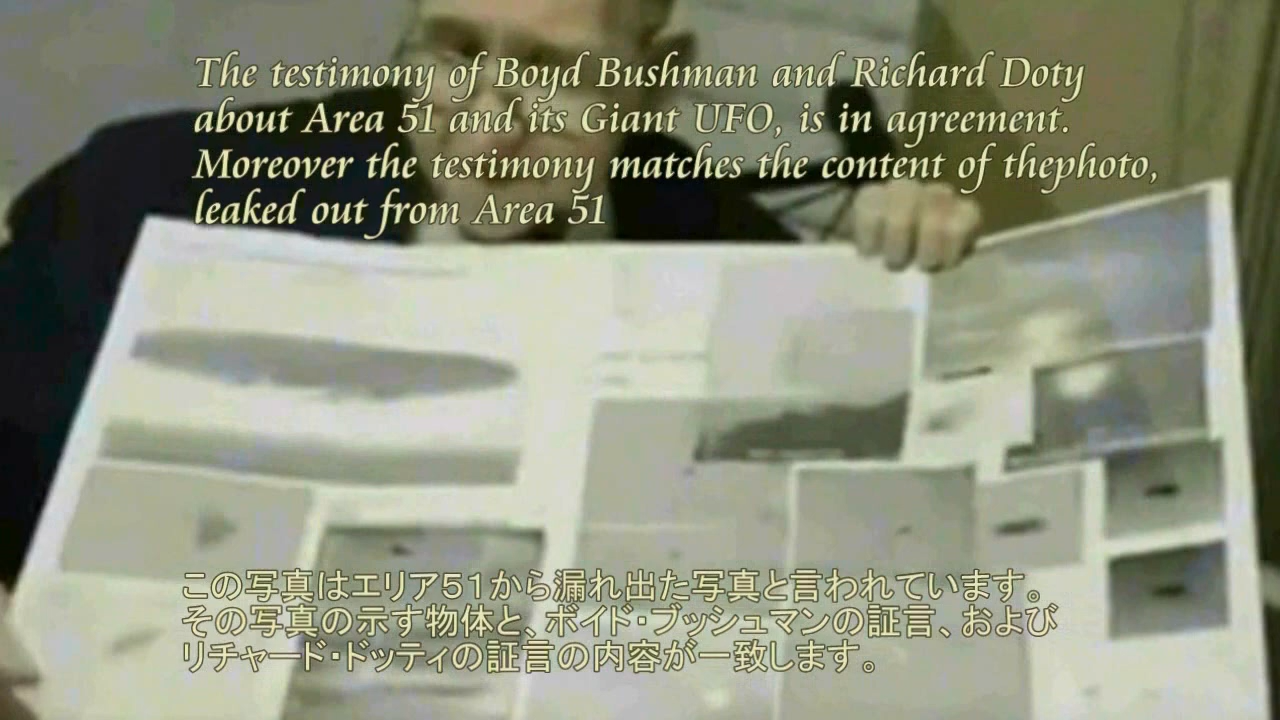 The testimony of Boyd Bushman and Richard Doty
about Area 51 and its Giant UFO, is in agreement.
Moreover the testimony matches the content of thephoto,
leaked out from Area 51
この写真はエリア５１から漏れ出た写真と言われています。
その写真の示す物体と、ボイド・ブッシュマンの証言、および
リチャード・ドッティの証言の内容が一致します。